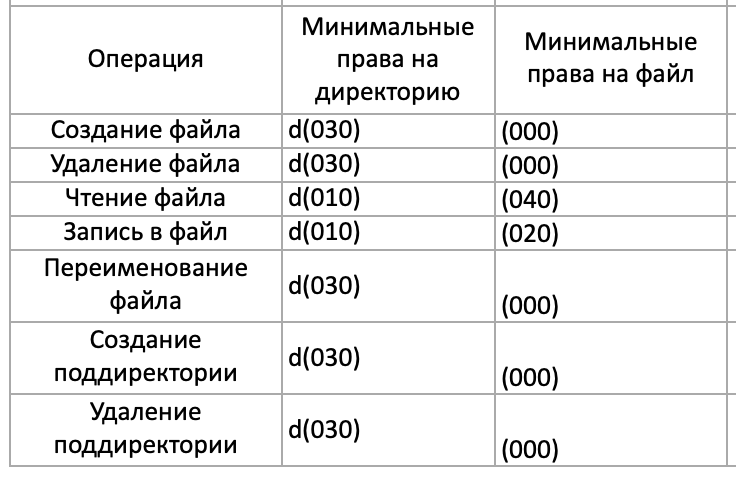 Операция
Минимальные
права на
директорию
Минимальные
права на файл
Создание файла d(030) (000)
Удаление файла d(030) (000)
Чтение файла d(010) (040)
Запись в файл d(010) (020)
Переименование
файла
d(030)
(000)
Создание
поддиректории
d(030)
(000)
Удаление
поддиректории
d(030)
(000)